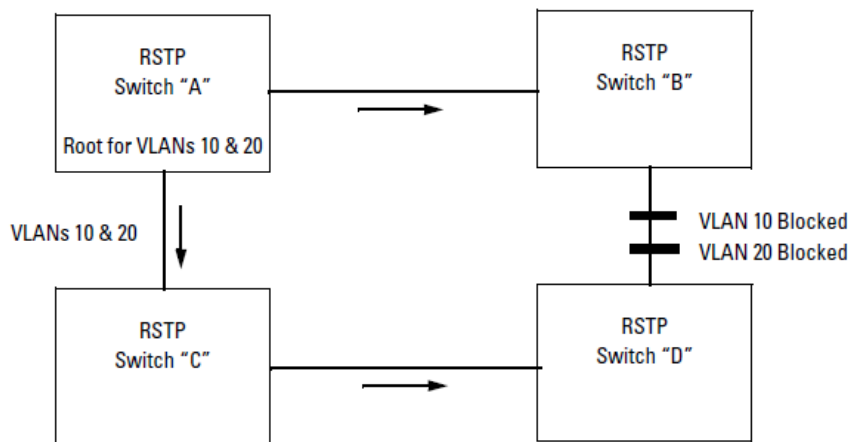 RSTP
Switch “A”
Root for VLANs 10 & 20
RSTP
Switch “B”
VLANs 10 & 20
VLAN 10 Blocked
VLAN 20 Blocked
RSTP
Switch “C”
RSTP
Switch “D”